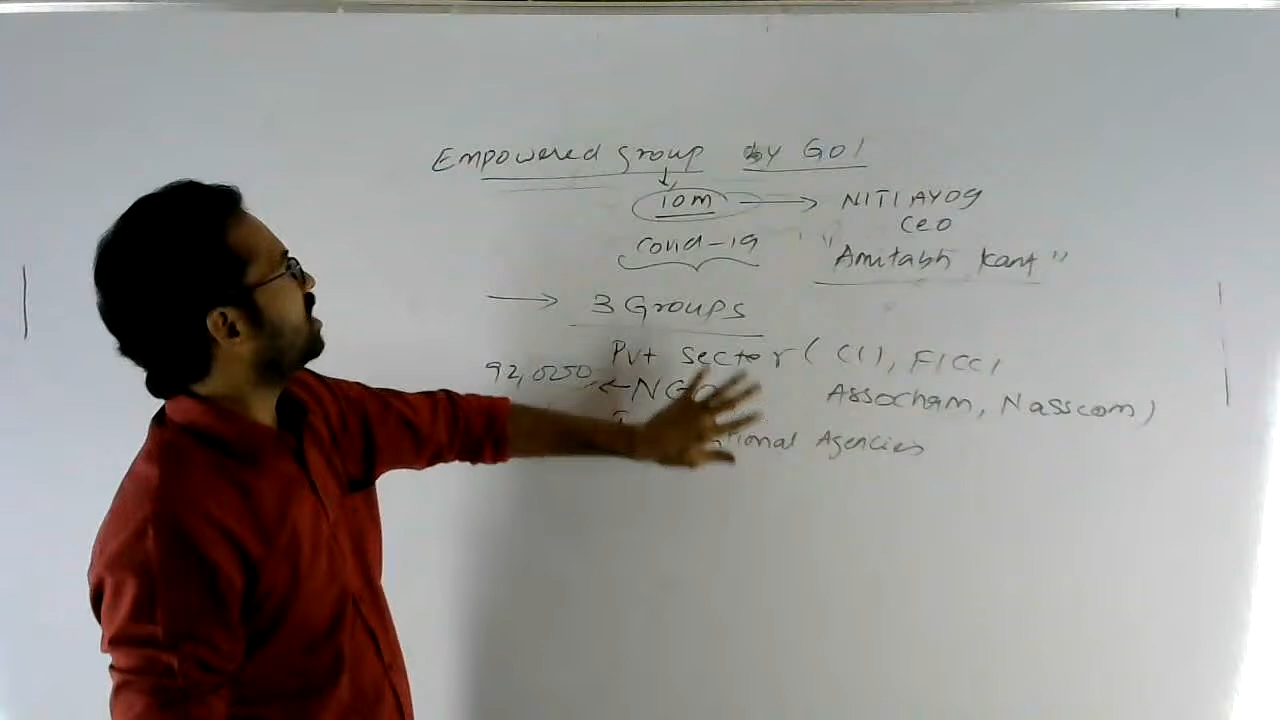 Empowered group by GOI
10m → NITI AYOg
CEO
Covid-19 "Amitabh Kant"
→ 3 Groups
Pvt Sector ( CII, FICCI
92,0250 ← NGO Assocham, Nasscom)
tional Agencies